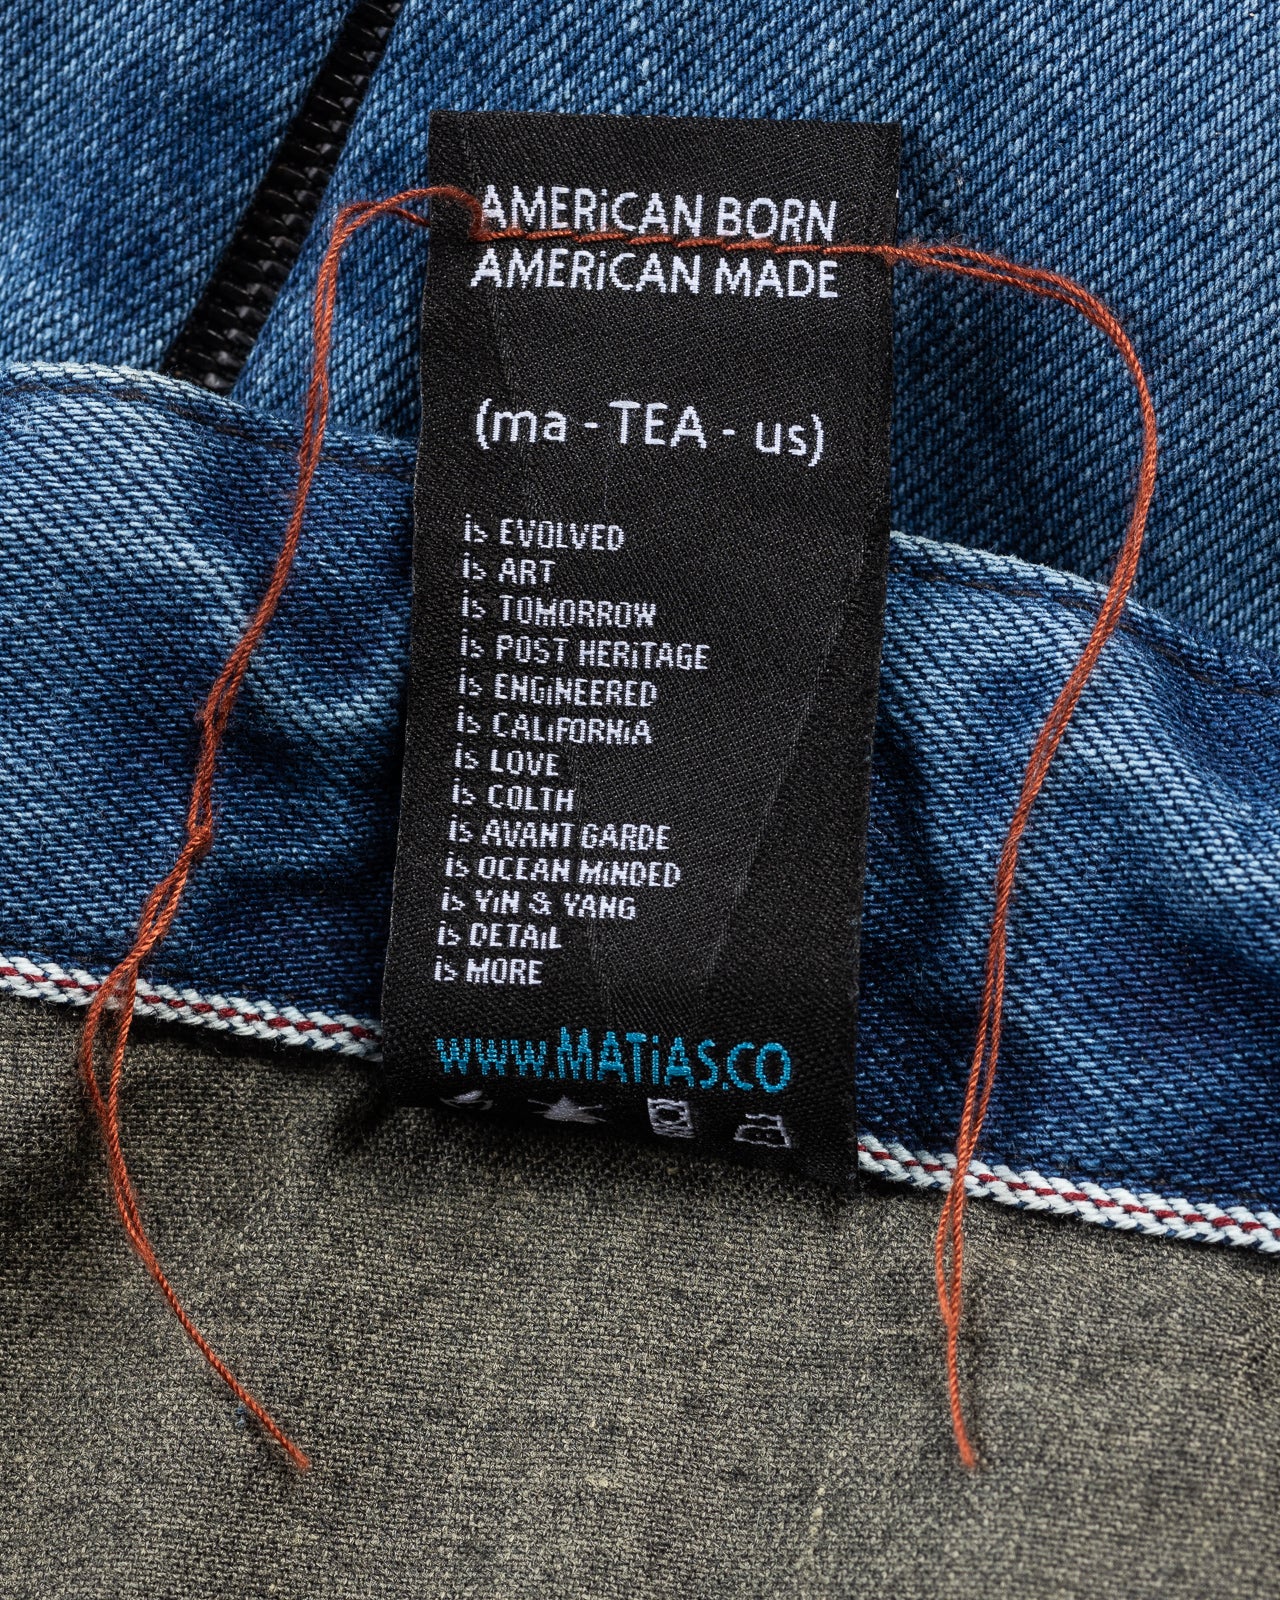 AMERiCAN BORN
AMERiCAN MADE
(ma - TEA - us)
is EVOLVED
is ART
is TOMORROW
is POST HERiTAGE
is ENGiNEERED
is CALiFORNiA
is LOVE
is COLTH
is AVANT GARDE
is OCEAN MiNDED
is YiN & YANG
is DETAiL
is MORE
www.MATiAS.CO